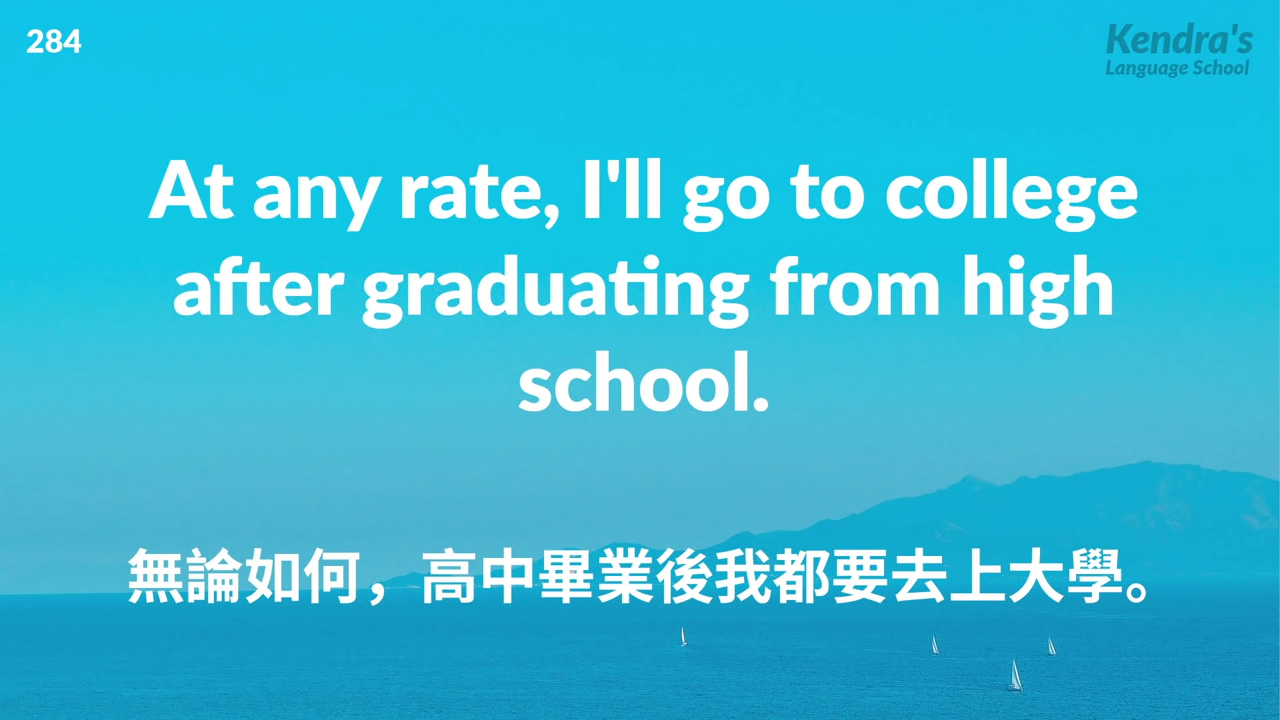 284
Kendra's
Language School
At any rate, I'll go to college
after graduating from high
school.
無論如何，高中畢業後我都要去上大學。